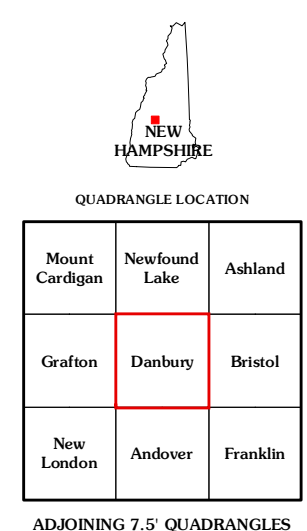 NEW
HAMPSHIRE
QUADRANGLE LOCATION
Mount
Cardigan
Newfound
Lake
Ashland
Grafton
Danbury
Bristol
New
London
Andover
Franklin
ADJOINING 7.5' QUADRANGLES